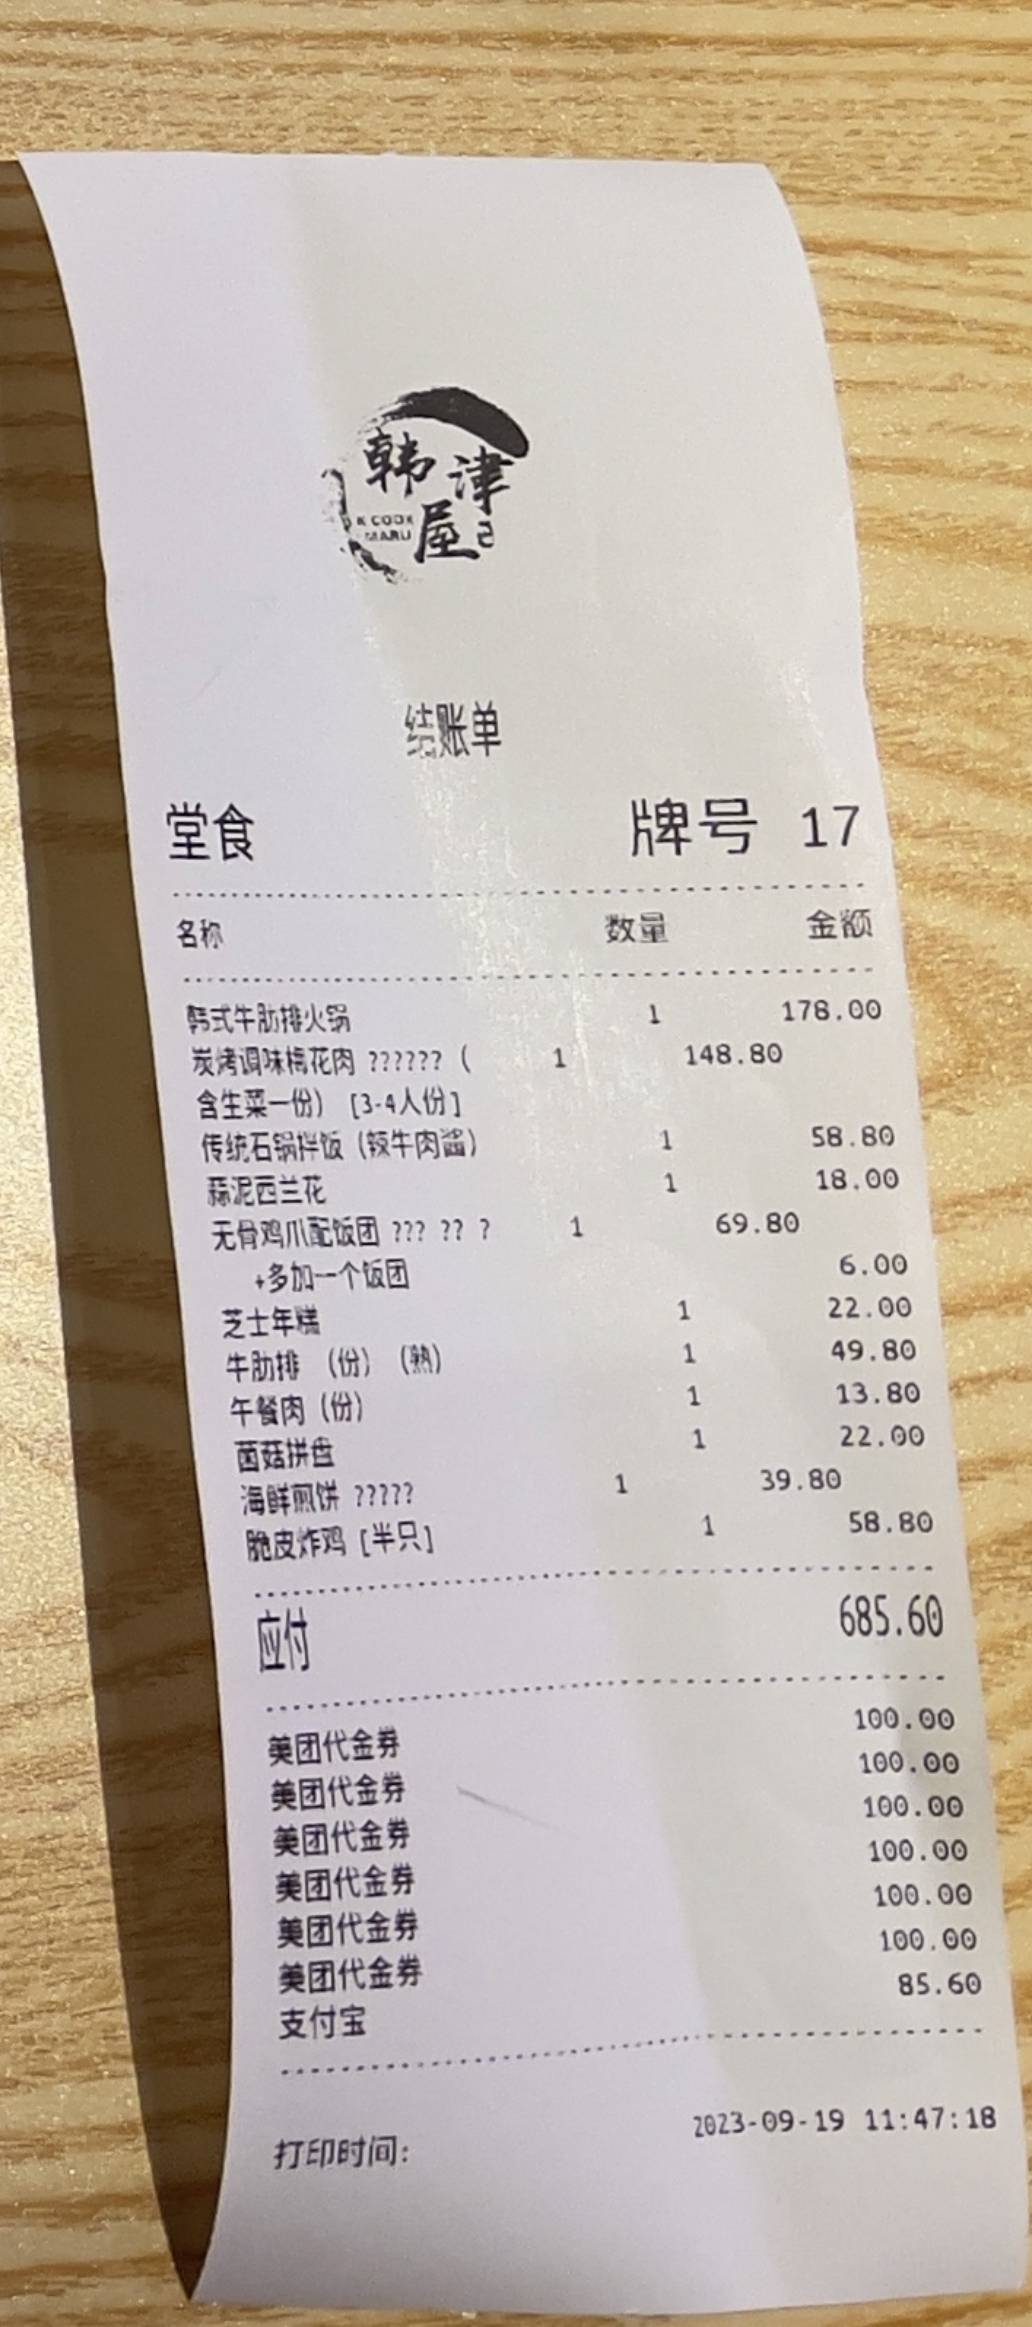 韩津
屋
K COOK
MARU
结账单
堂食 牌号 17
名称 数量 金额
韩式牛肋排火锅 1 178.00
炭烤调味梅花肉 ?????? ( 1 148.80
含生菜一份) [3-4人份]
传统石锅拌饭 (辣牛肉酱) 1 58.80
蒜泥西兰花 1 18.00
无骨鸡爪配饭团 ??? ?? ? 1 69.80
+多加一个饭团 6.00
芝士年糕 1 22.00
牛肋排 (份) (熟) 1 49.80
午餐肉 (份) 1 13.80
菌菇拼盘 1 22.00
海鲜煎饼 ????? 1 39.80
脆皮炸鸡 [半只] 1 58.80
应付 685.60
美团代金券 100.00
美团代金券 100.00
美团代金券 100.00
美团代金券 100.00
美团代金券 100.00
美团代金券 100.00
支付宝 85.60
打印时间: 2023-09-19 11:47:18